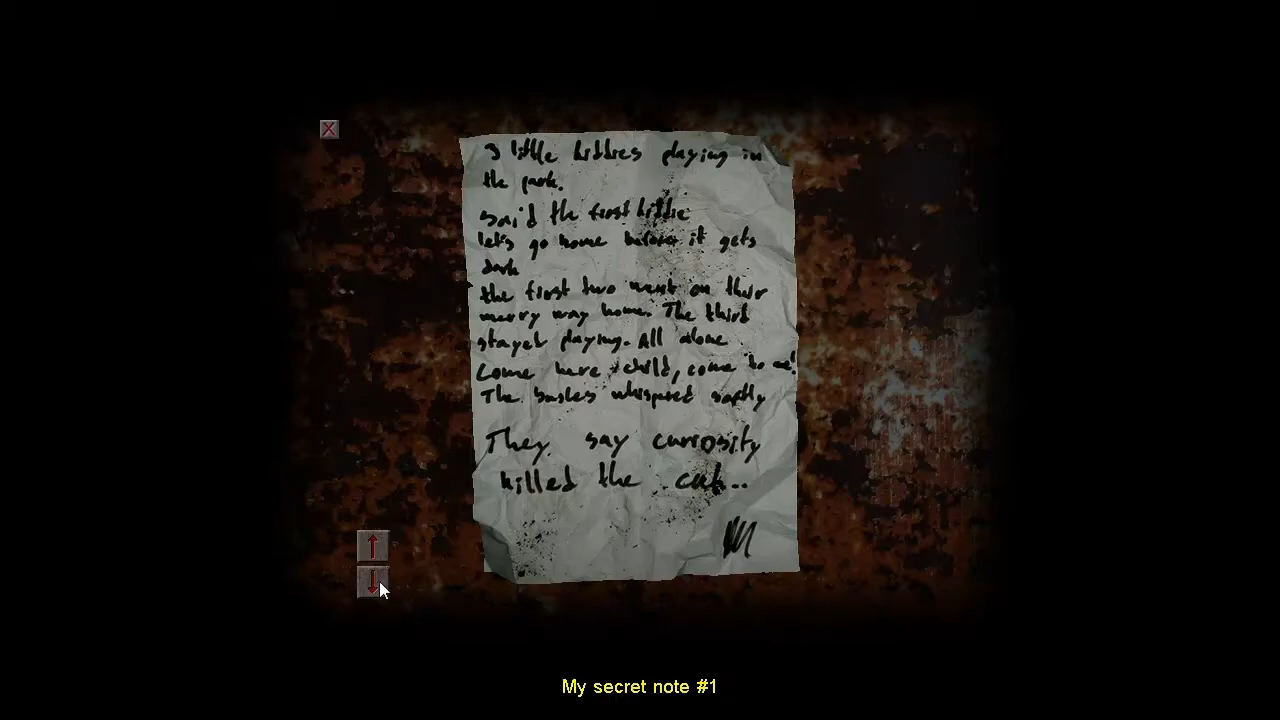 3 little kitties playing in
the park.
said the first kittie
let's go home before it gets
dark
the first two went on their
merry way home. The third
stayed playing. All alone
Come here child, come to me!
The bushes whispered softly
They say curiosity
killed the cat..
My secret note #1